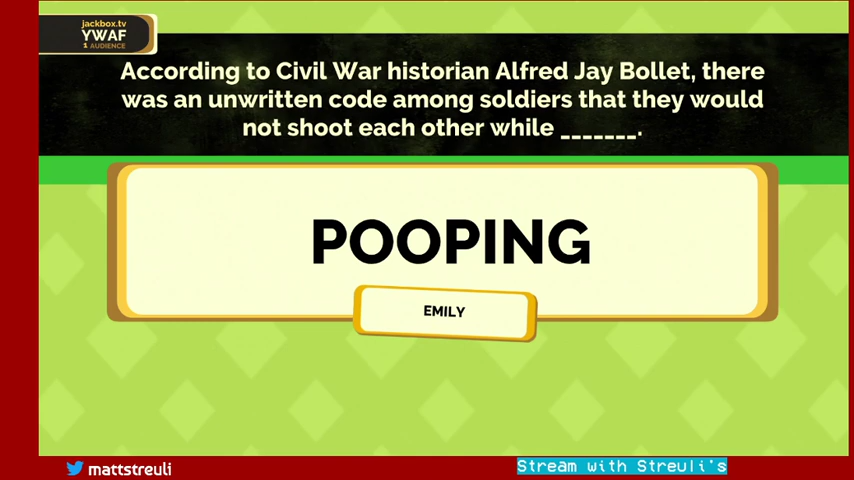 jackbox.tv
YWAF
1 AUDIENCE
According to Civil War historian Alfred Jay Bollet, there
was an unwritten code among soldiers that they would
not shoot each other while _______.
POOPING
EMILY
mattstreuli
Stream with Streuli's